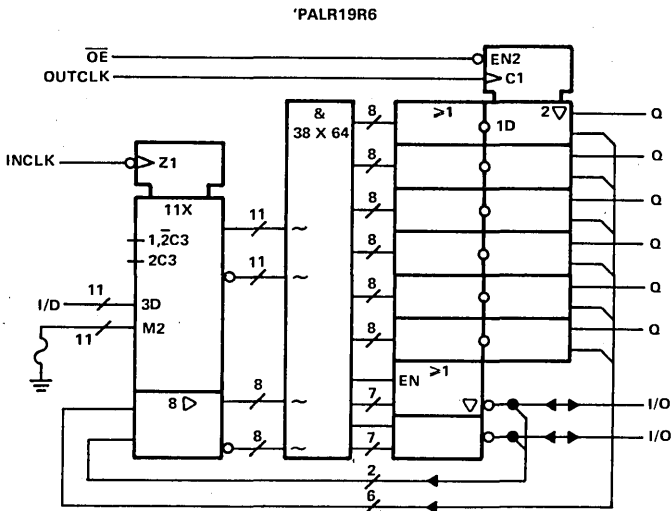 'PALR19R6
OE
OUTCLK
EN2
C1
&
38 X 64
8
≥1
1D
2 ▽
Q
INCLK
Z1
8
Q
11X
8
Q
1,2C3
11
~
2C3
8
Q
11
~
I/D
11
3D
8
Q
11
M2
8
Q
EN
≥1
8 ▷
8
~
7
▽
I/O
8
~
7
I/O
2
6